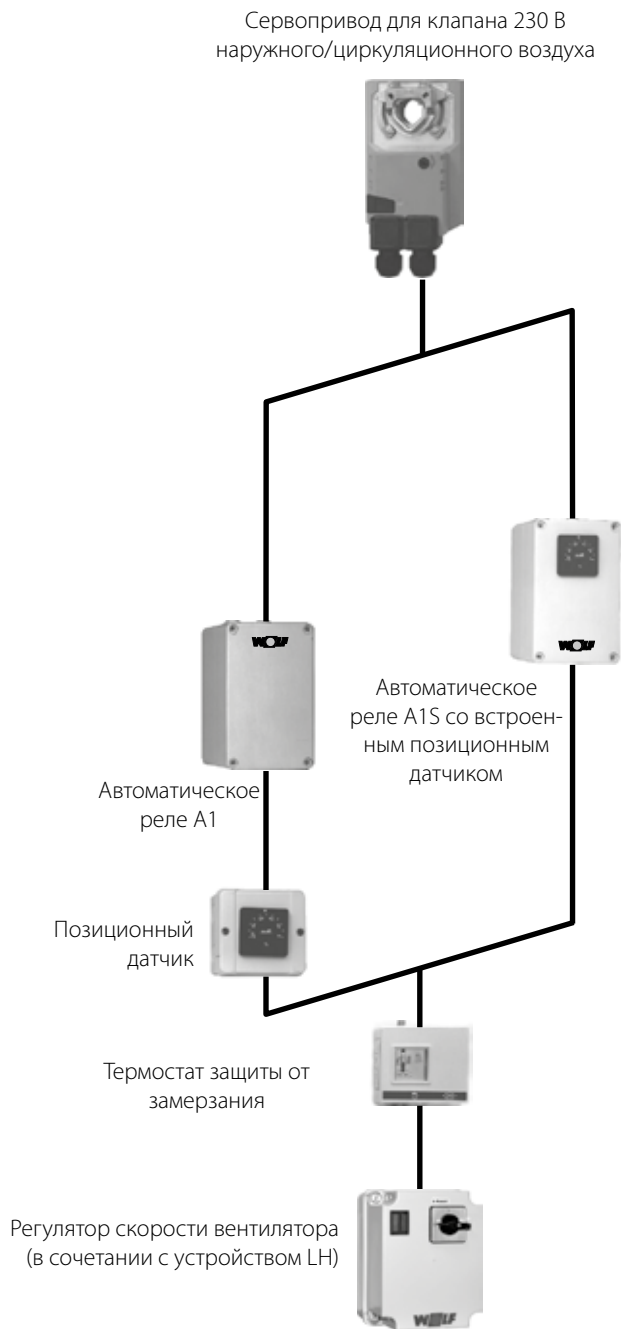 Сервопривод для клапана 230 В
наружного/циркуляционного воздуха
WOLF
WOLF
Автоматическое
реле A1S со встроен-
ным позиционным
датчиком
Автоматическое
реле A1
Позиционный
датчик
Термостат защиты от
замерзания
Регулятор скорости вентилятора
(в сочетании с устройством LH)
WOLF